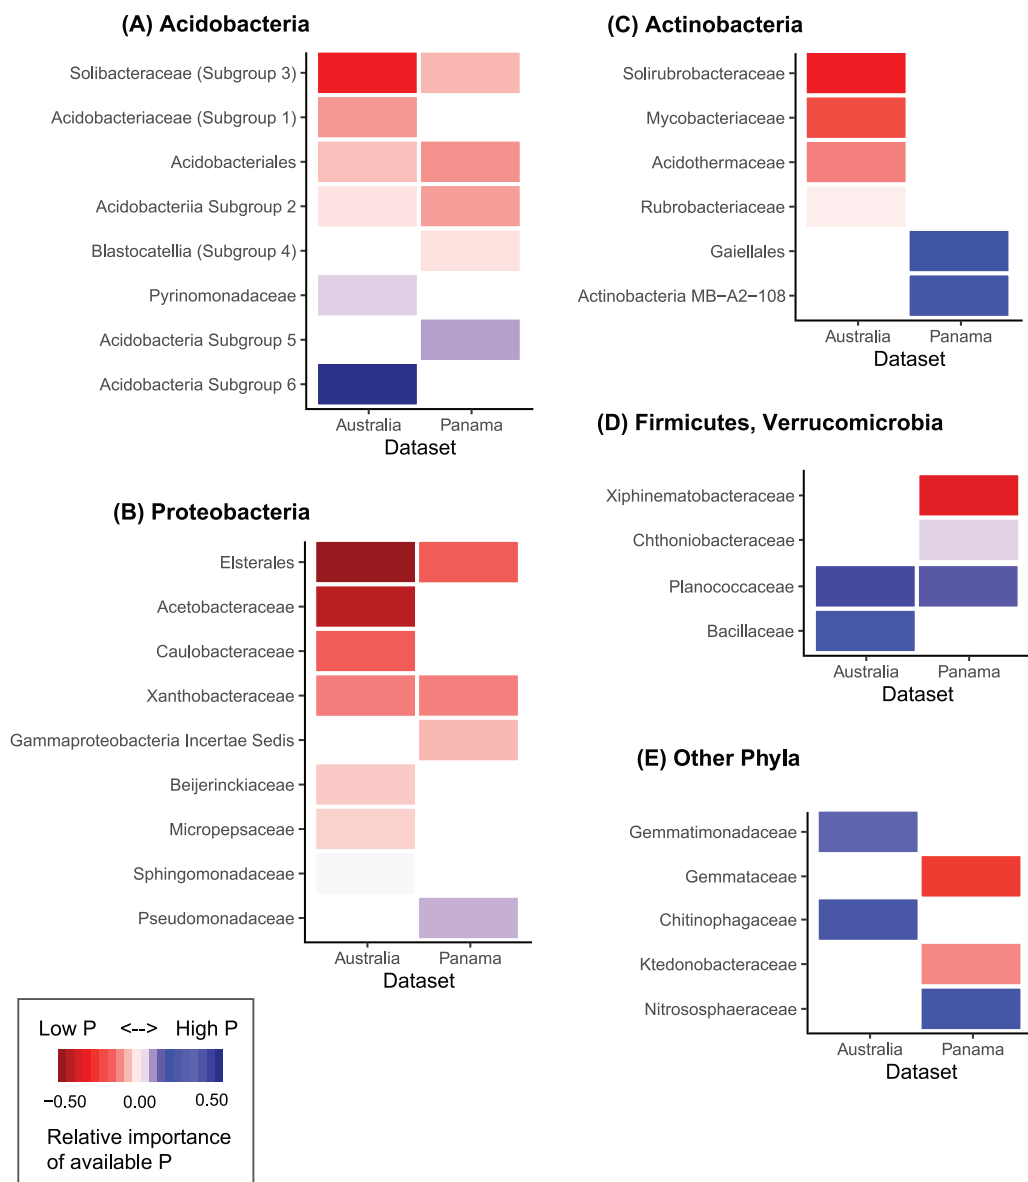 (A) Acidobacteria
Solibacteraceae (Subgroup 3)
Acidobacteriaceae (Subgroup 1)
Acidobacteriales
Acidobacteriia Subgroup 2
Blastocatellia (Subgroup 4)
Pyrinomonadaceae
Acidobacteria Subgroup 5
Acidobacteria Subgroup 6
Australia Panama
Dataset
(B) Proteobacteria
Elsterales
Acetobacteraceae
Caulobacteraceae
Xanthobacteraceae
Gammaproteobacteria Incertae Sedis
Beijerinckiaceae
Micropepsaceae
Sphingomonadaceae
Pseudomonadaceae
Australia Panama
Dataset
Low P <--> High P
−0.50 0.00 0.50
Relative importance
of available P
(C) Actinobacteria
Solirubrobacteraceae
Mycobacteriaceae
Acidothermaceae
Rubrobacteriaceae
Gaiellales
Actinobacteria MB−A2−108
Australia Panama
Dataset
(D) Firmicutes, Verrucomicrobia
Xiphinematobacteraceae
Chthoniobacteraceae
Planococcaceae
Bacillaceae
Australia Panama
Dataset
(E) Other Phyla
Gemmatimonadaceae
Gemmataceae
Chitinophagaceae
Ktedonobacteraceae
Nitrososphaeraceae
Australia Panama
Dataset